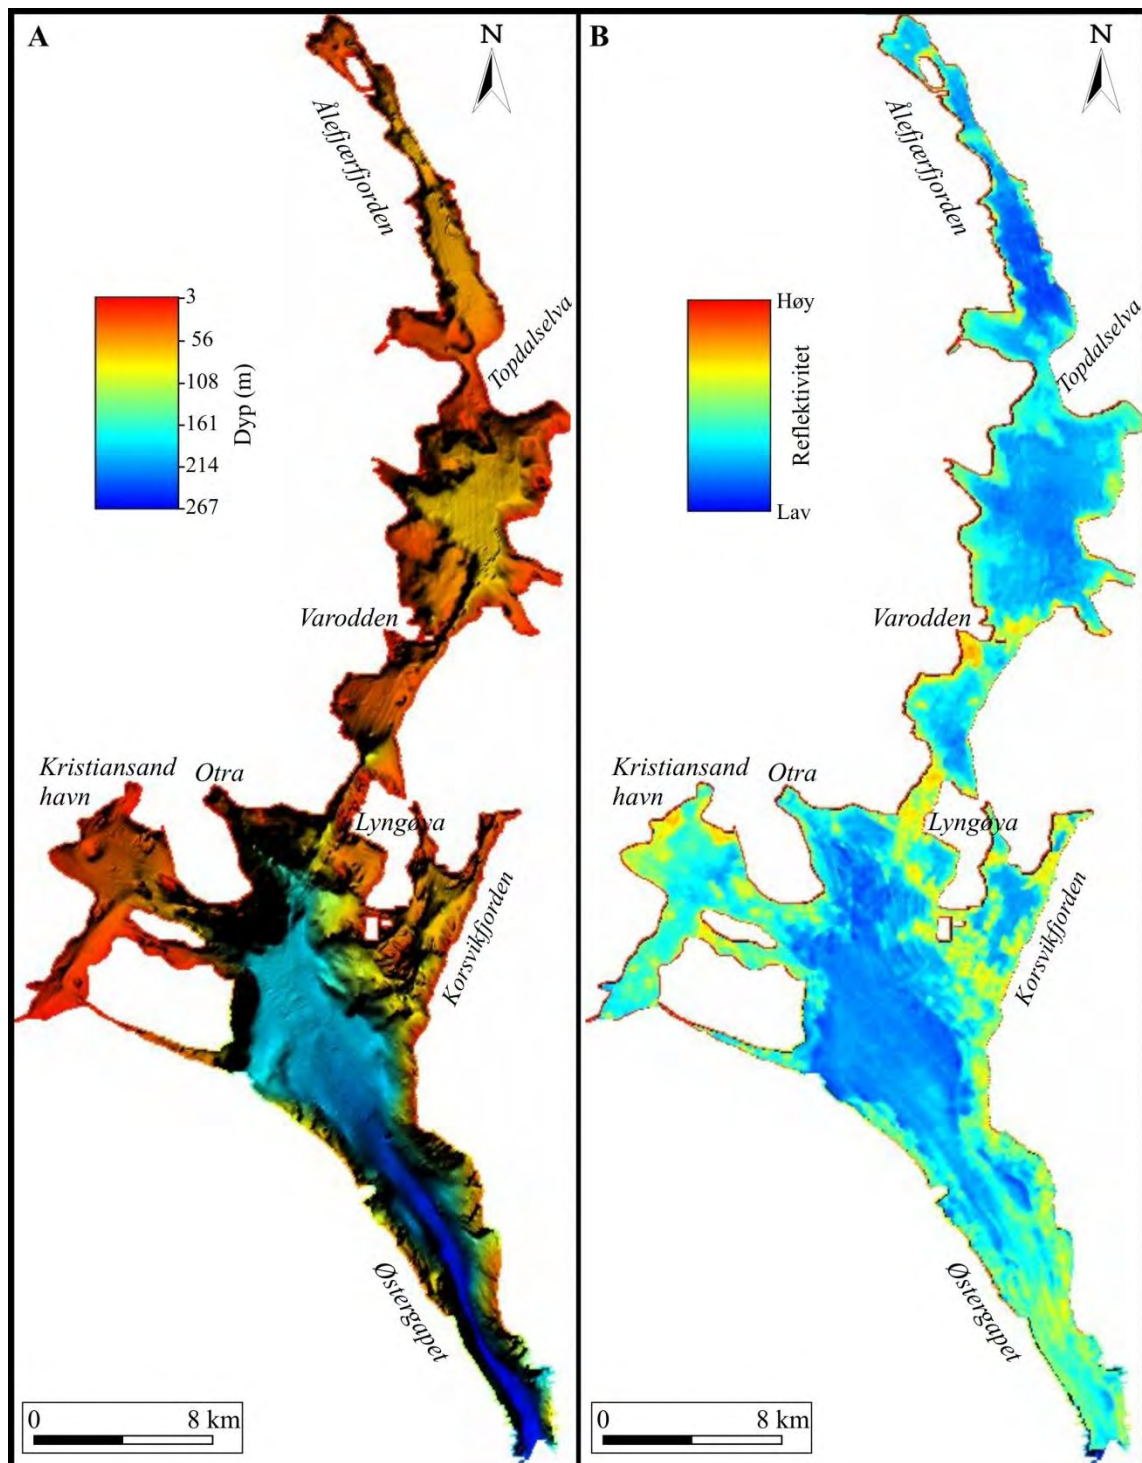 A
N
Ålefjærfjorden
3
56
108
161
214
267
Dyp (m)
Topdalselva
Varodden
Kristiansand
havn
Otra
Lyngøya
Korsvikfjorden
Østergapet
0 8 km
B
N
Ålefjærfjorden
Høy
Lav
Reflektivitet
Topdalselva
Varodden
Kristiansand
havn
Otra
Lyngøya
Korsvikfjorden
Østergapet
0 8 km